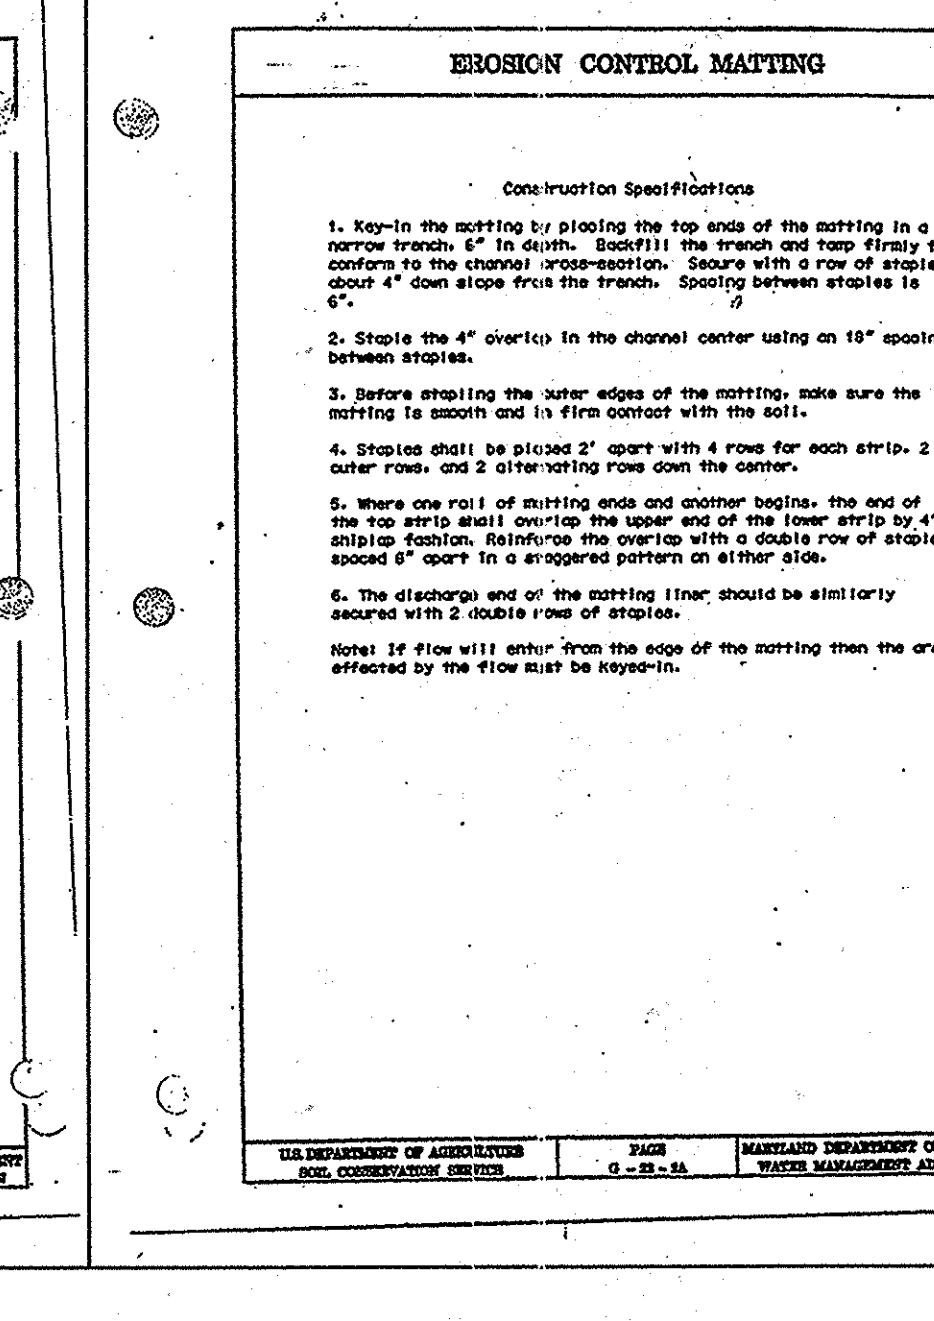 EROSION CONTROL MATTING
Construction Specifications
1. Key-in the matting by placing the top ends of the matting in a
narrow trench, 6" in depth. Backfill the trench and tamp firmly t
conform to the channel cross-section. Secure with a row of staple
about 4" down slope from the trench. Spacing between staples is
6".
2. Staple the 4" overlap in the channel center using an 18" spacin
between staples.
3. Before stapling the outer edges of the matting, make sure the
matting is smooth and in firm contact with the soil.
4. Staples shall be placed 2' apart with 4 rows for each strip, 2
outer rows, and 2 alternating rows down the center.
5. Where one roll of matting ends and another begins, the end of
the top strip shall overlap the upper end of the lower strip by 4"
shiplap fashion. Reinforce the overlap with a double row of staple
spaced 6" apart in a staggered pattern on either side.
6. The discharge end of the matting liner should be similarly
secured with 2 double rows of staples.
Note: If flow will enter from the edge of the matting then the are
effected by the flow must be keyed-in.
U.S. DEPARTMENT OF AGRICULTURE
SOIL CONSERVATION SERVICE
PAGE
G - 22 - 2A
MARYLAND DEPARTMENT O
WATER MANAGEMENT AD